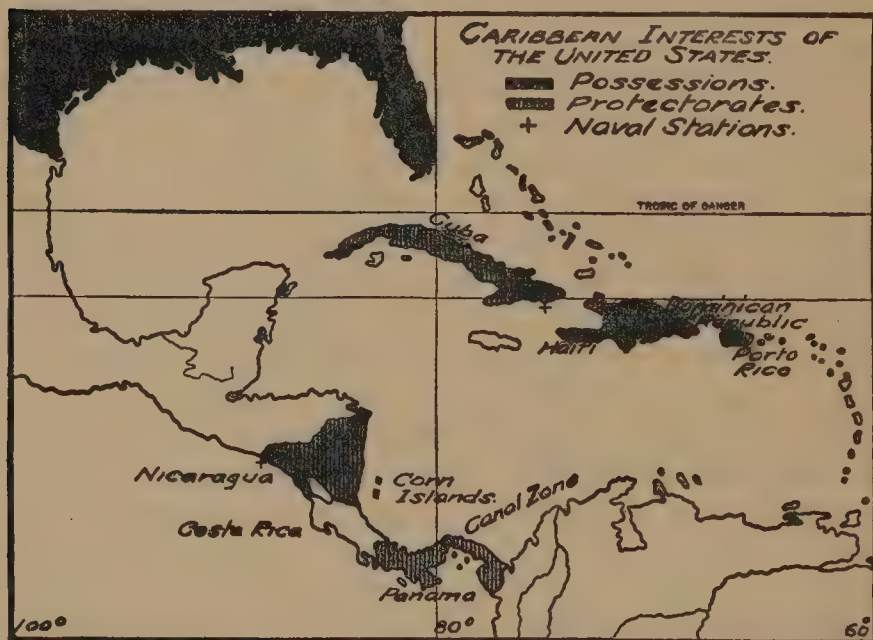 CARIBBEAN INTERESTS OF
THE UNITED STATES.
Possessions.
Protectorates.
+ Naval Stations.
TROPIC OF DANGER
Cuba
Dominican
Republic
Haiti
Porto
Rico
Nicaragua
Corn
Islands.
Canal Zone
Costa Rica
Panama
100°
80°
60°